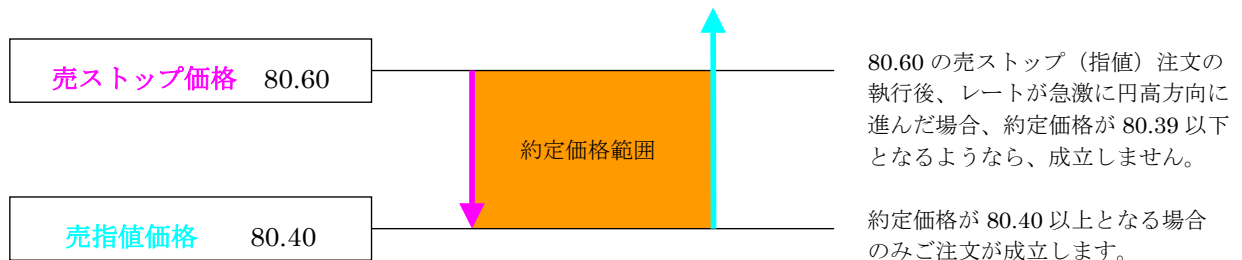 売ストップ価格 80.60
約定価格範囲
売指値価格 80.40
80.60 の売ストップ（指値）注文の
執行後、レートが急激に円高方向に
進んだ場合、約定価格が 80.39 以下
となるようなら、成立しません。
約定価格が 80.40 以上となる場合
のみご注文が成立します。